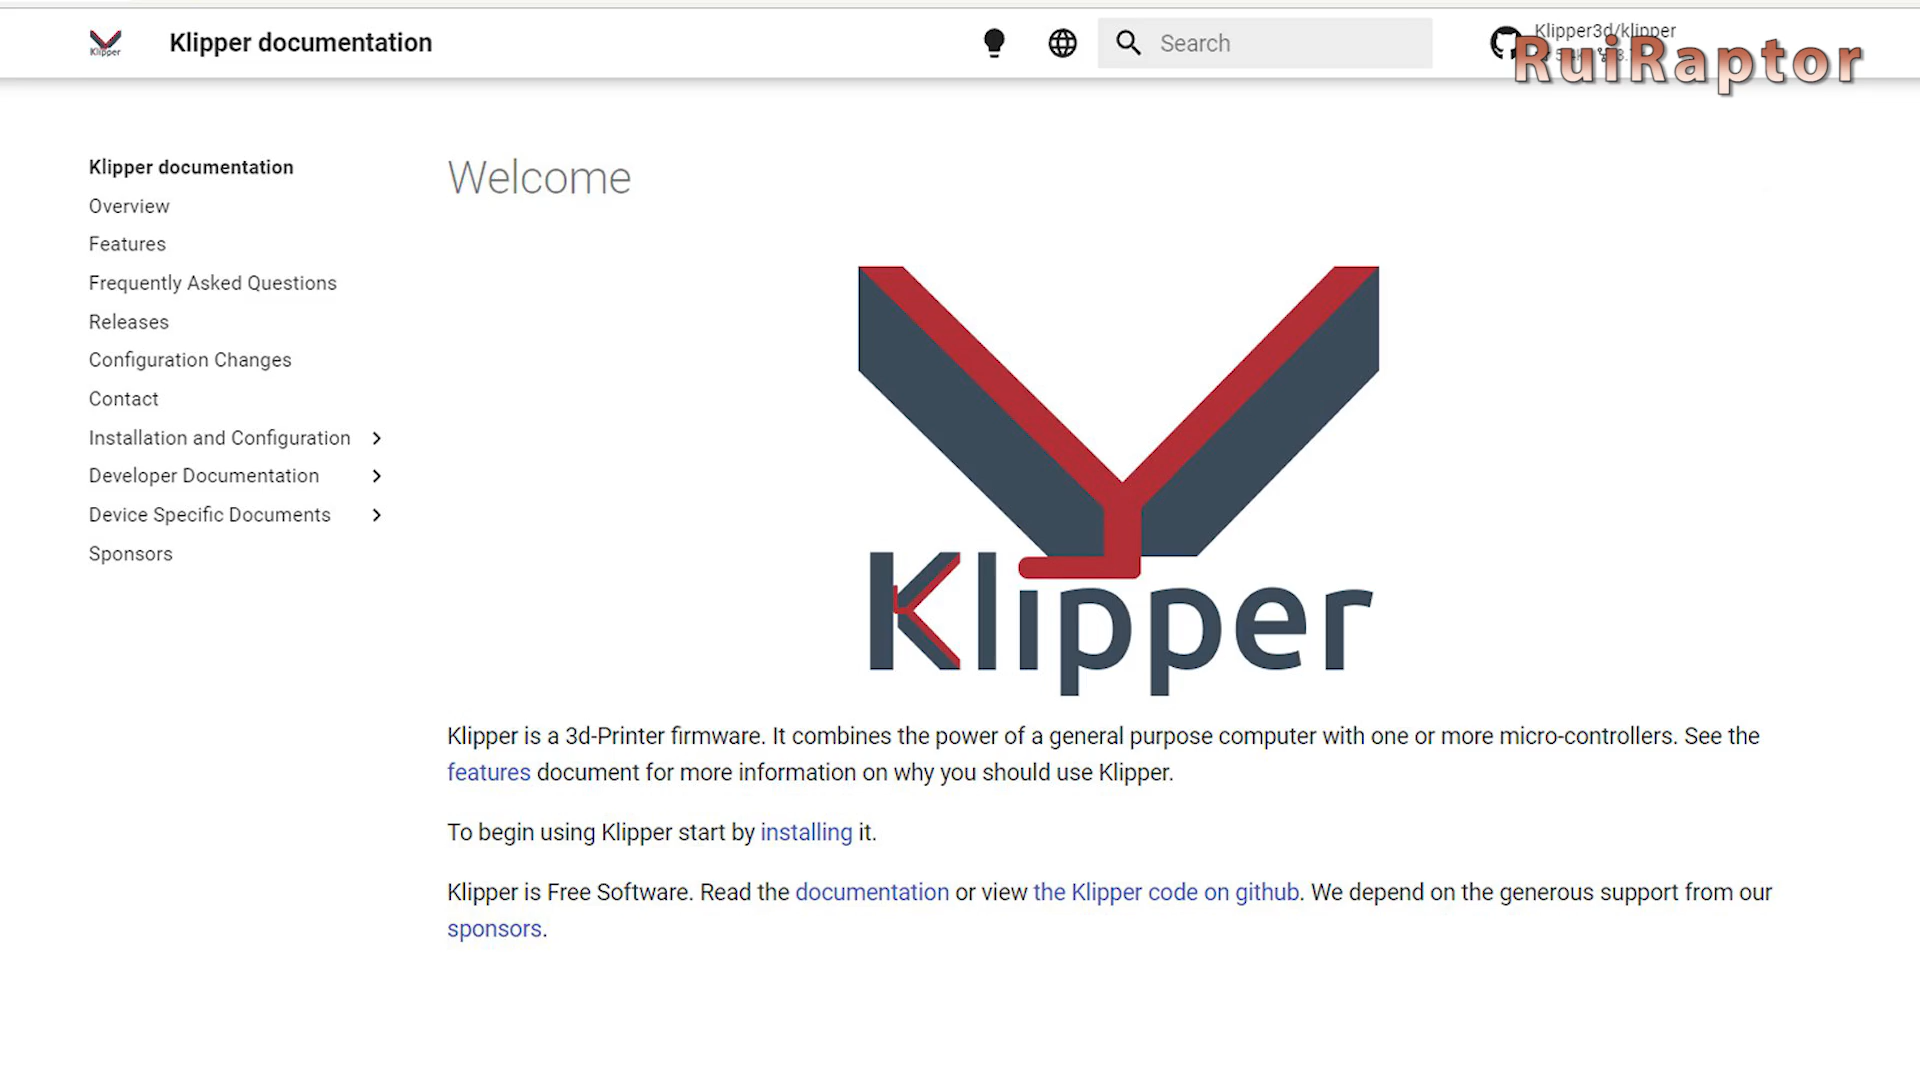 Klipper
Klipper documentation
Search
Klipper3d/klipper
RuiRaptor
Klipper documentation
Overview
Features
Frequently Asked Questions
Releases
Configuration Changes
Contact
Installation and Configuration
Developer Documentation
Device Specific Documents
Sponsors
Welcome
Klipper
Klipper is a 3d-Printer firmware. It combines the power of a general purpose computer with one or more micro-controllers. See the
features document for more information on why you should use Klipper.
To begin using Klipper start by installing it.
Klipper is Free Software. Read the documentation or view the Klipper code on github. We depend on the generous support from our
sponsors.